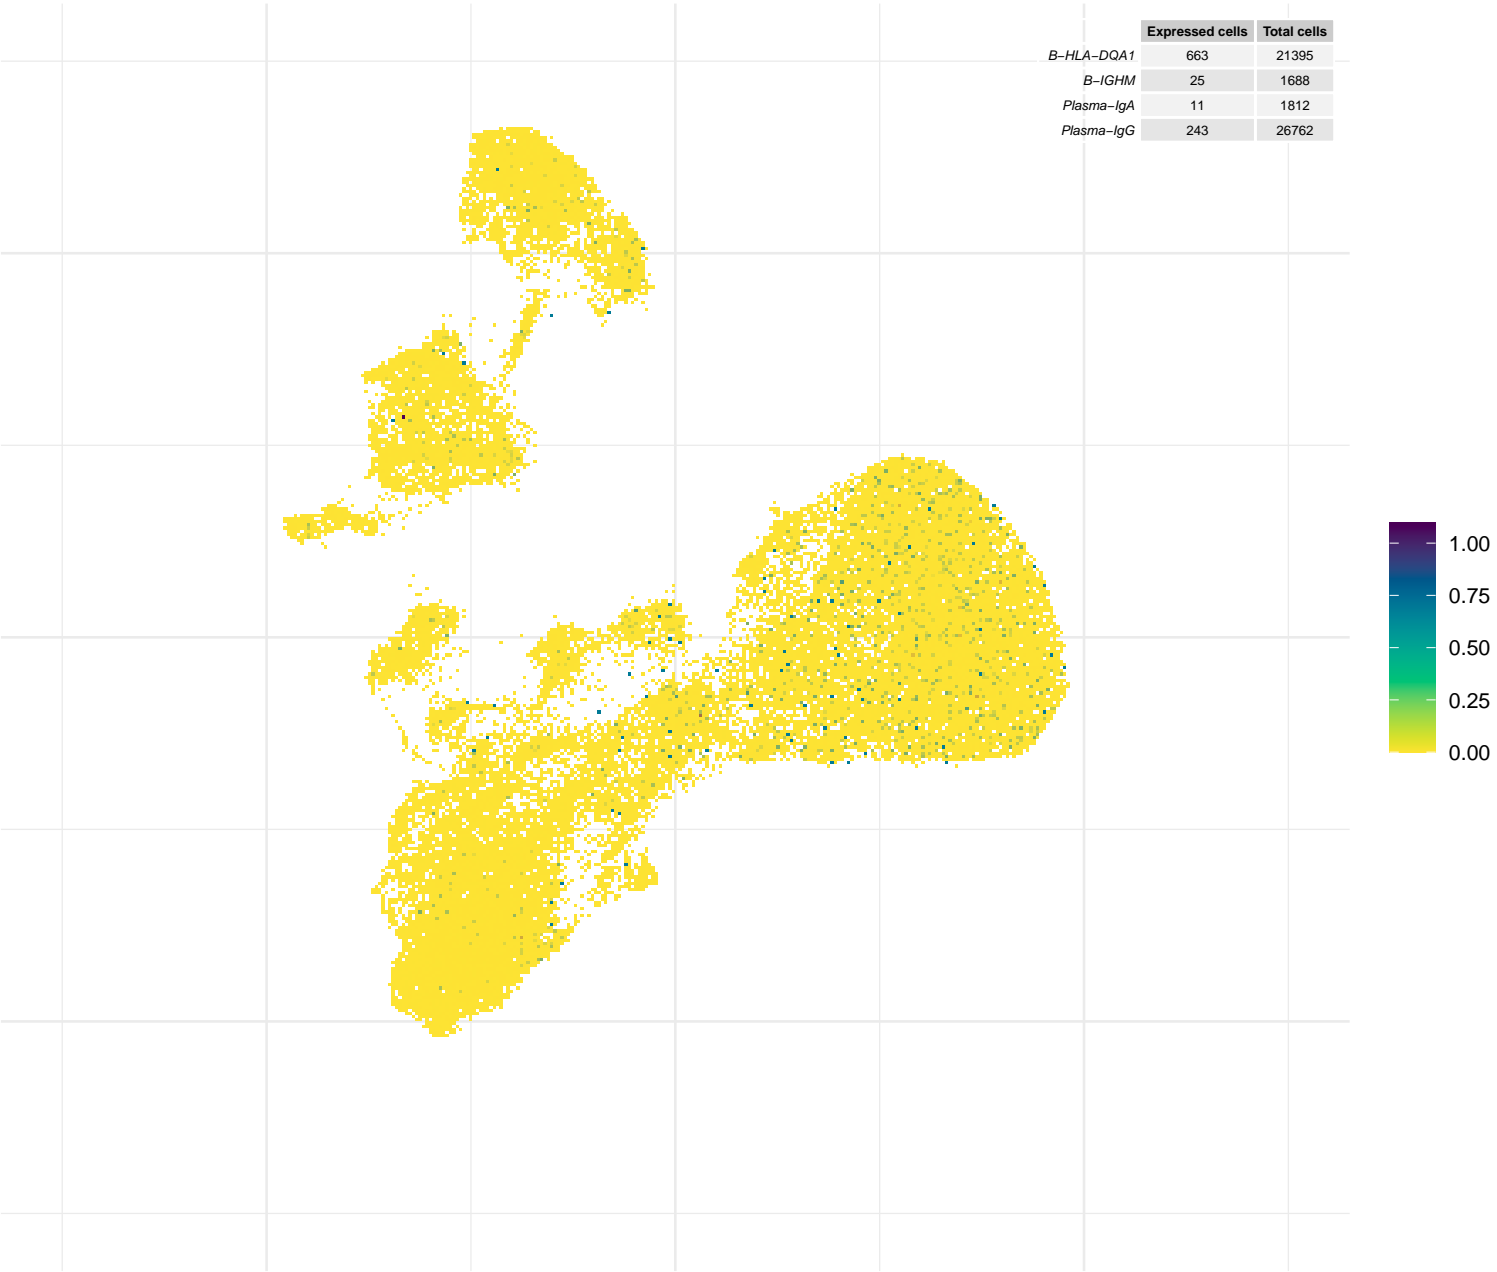 Expressed cells Total cells
B−HLA−DQA1 663 21395
B−IGHM 25 1688
Plasma−IgA 11 1812
Plasma−IgG 243 26762
1.00
0.75
0.50
0.25
0.00